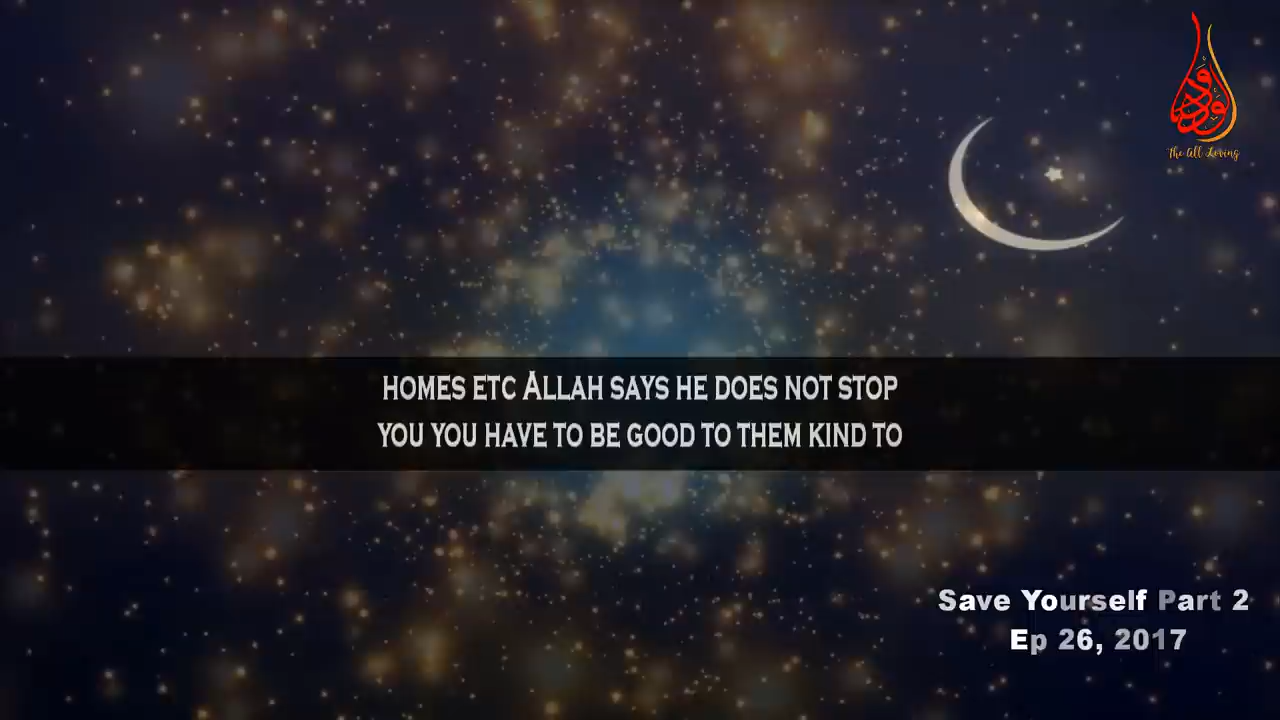 الودود
The All Loving
HOMES ETC ALLAH SAYS HE DOES NOT STOP
YOU YOU HAVE TO BE GOOD TO THEM KIND TO
Save Yourself Part 2
Ep 26, 2017